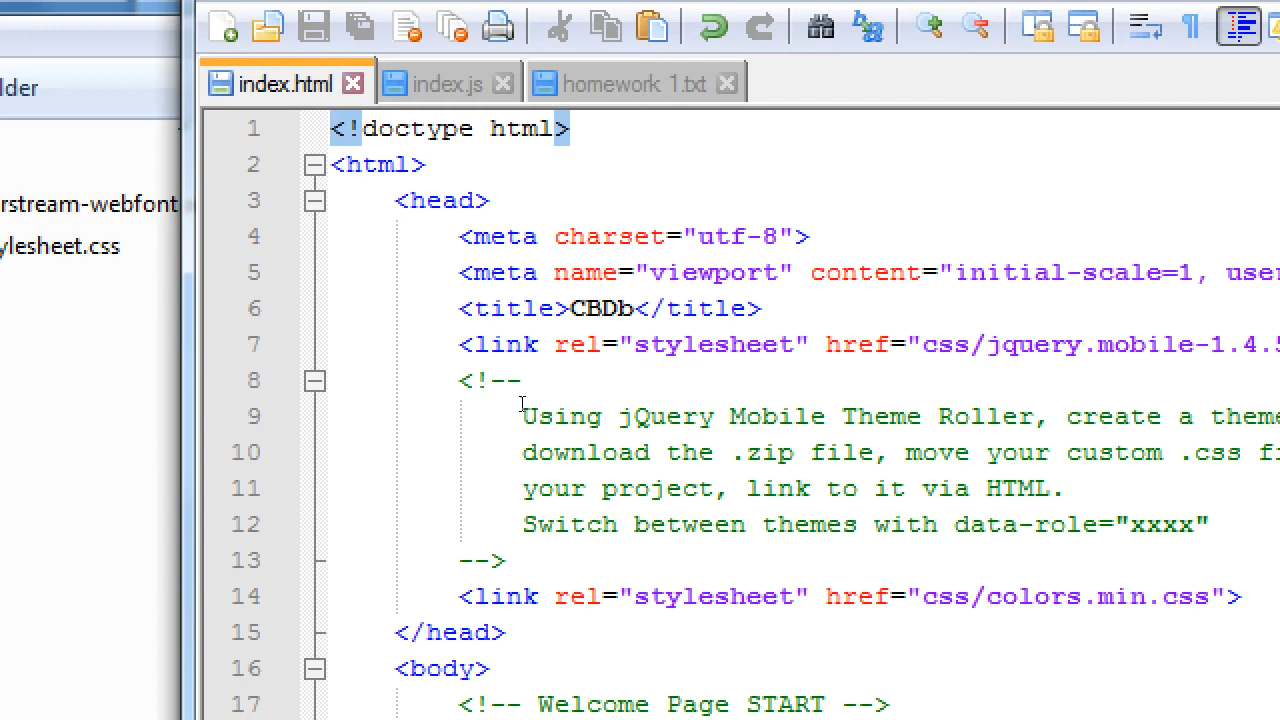 lder
rstream-webfont
ylesheet.css
index.html
index.js
homework 1.txt
1 <!doctype html>
2 <html>
3 <head>
4 <meta charset="utf-8">
5 <meta name="viewport" content="initial-scale=1, user
6 <title>CBDb</title>
7 <link rel="stylesheet" href="css/jquery.mobile-1.4.5
8 <!--
9 Using jQuery Mobile Theme Roller, create a theme
10 download the .zip file, move your custom .css fi
11 your project, link to it via HTML.
12 Switch between themes with data-role="xxxx"
13 -->
14 <link rel="stylesheet" href="css/colors.min.css">
15 </head>
16 <body>
17 <!-- Welcome Page START -->